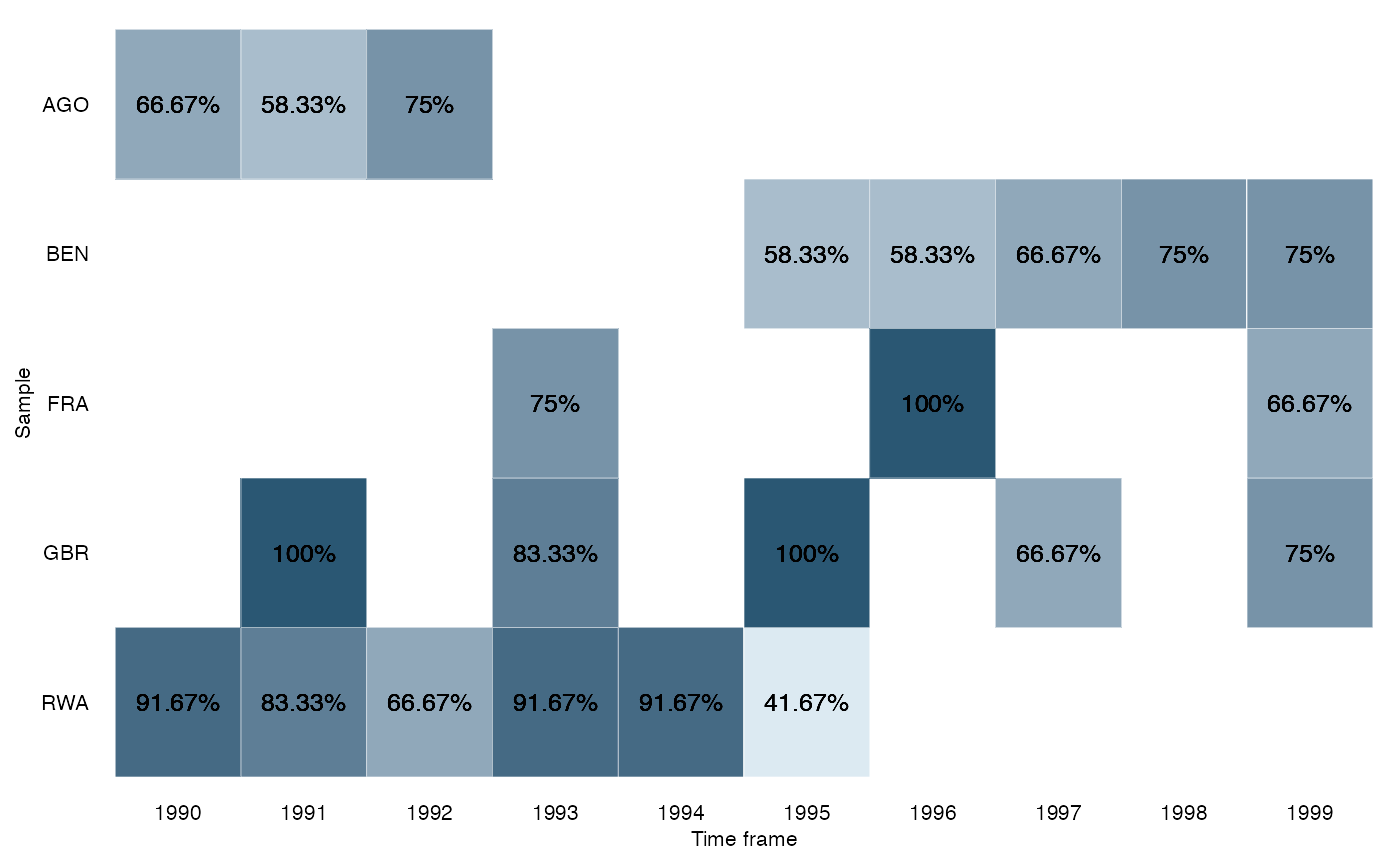 AGO 66.67% 58.33% 75%
BEN 58.33% 58.33% 66.67% 75% 75%
Sample
FRA 75% 100% 66.67%
GBR 100% 83.33% 100% 66.67% 75%
RWA 91.67% 83.33% 66.67% 91.67% 91.67% 41.67%
1990 1991 1992 1993 1994 1995 1996 1997 1998 1999
Time frame